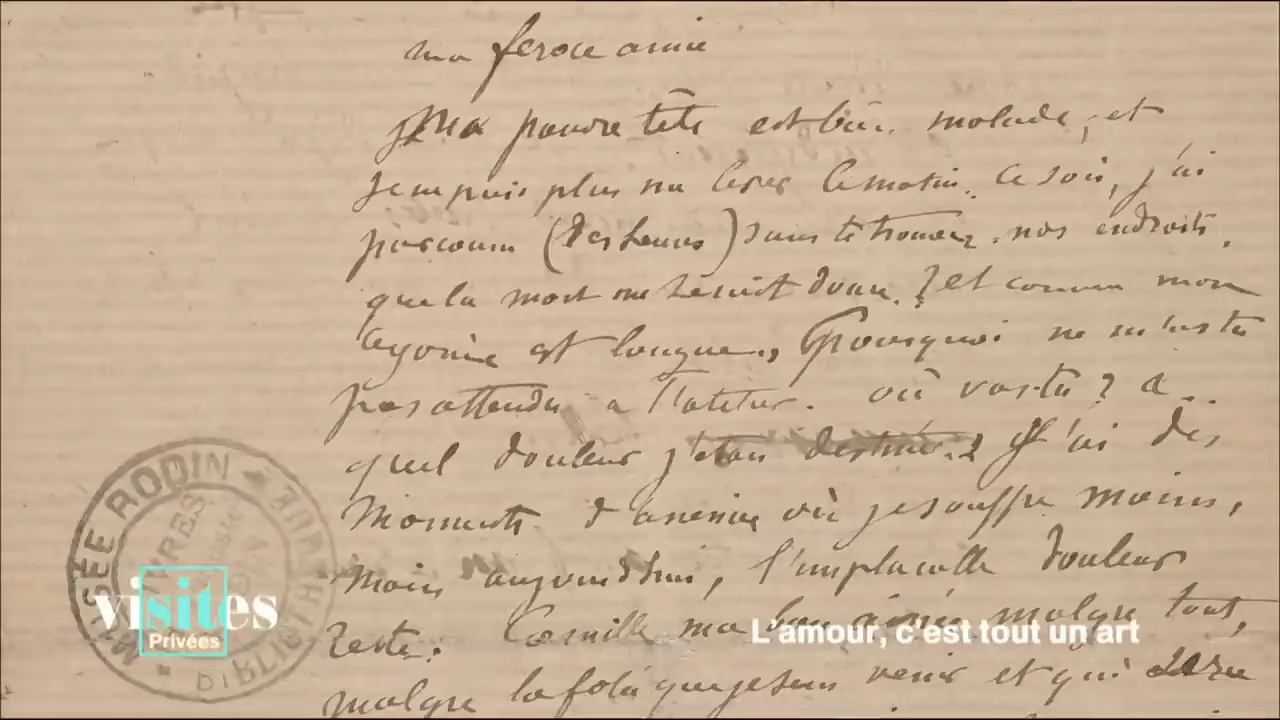 ma feroce amie
Ma pauvre tête est bien malade, et
je ne puis plus me lever le matin. Ce soir, j'ai
parcouru (des heures) sans te trouver. nos endroits.
que la mort me serait douce. ? et comme mon
agonie est longue. Pourquoi ne m'as tu
pas attendu a l'atelier. où vas tu ? a
quel douleur j'etais destiné. J'ai des
Moments d'amnésie où je souffre moins,
mais aujourd'hui, l'implacable douleur
reste. Camille ma bien aimée malgre tout,
malgre la folie que je sens venir et qui sera
MUSÉE RODIN
BIBLIOTH
visites
Privées
L'amour, c'est tout un art